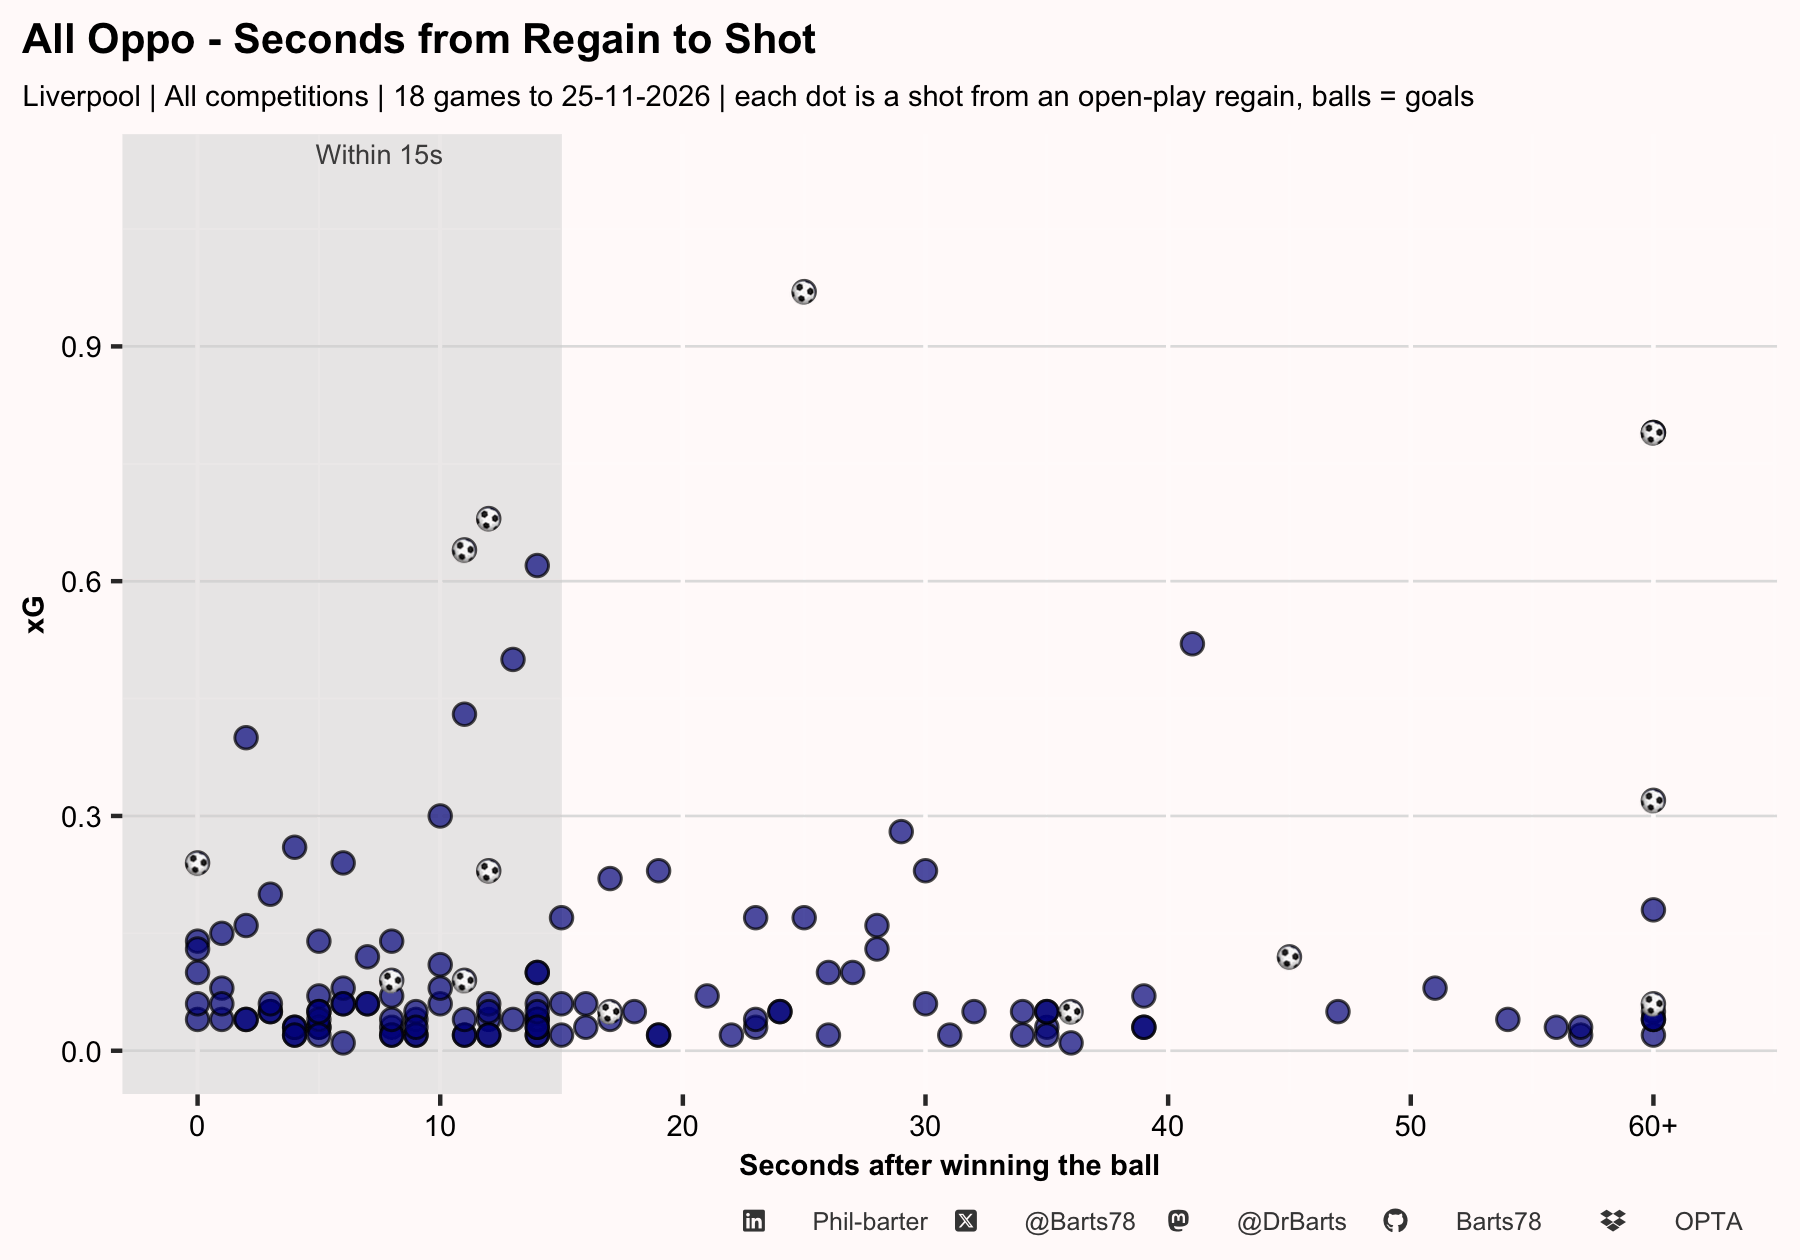 All Oppo - Seconds from Regain to Shot
Liverpool | All competitions | 18 games to 25-11-2026 | each dot is a shot from an open-play regain, balls = goals
Within 15s
0.9
0.6
0.3
0.0
xG
0 10 20 30 40 50 60+
Seconds after winning the ball
Phil-barter @Barts78 @DrBarts Barts78 OPTA